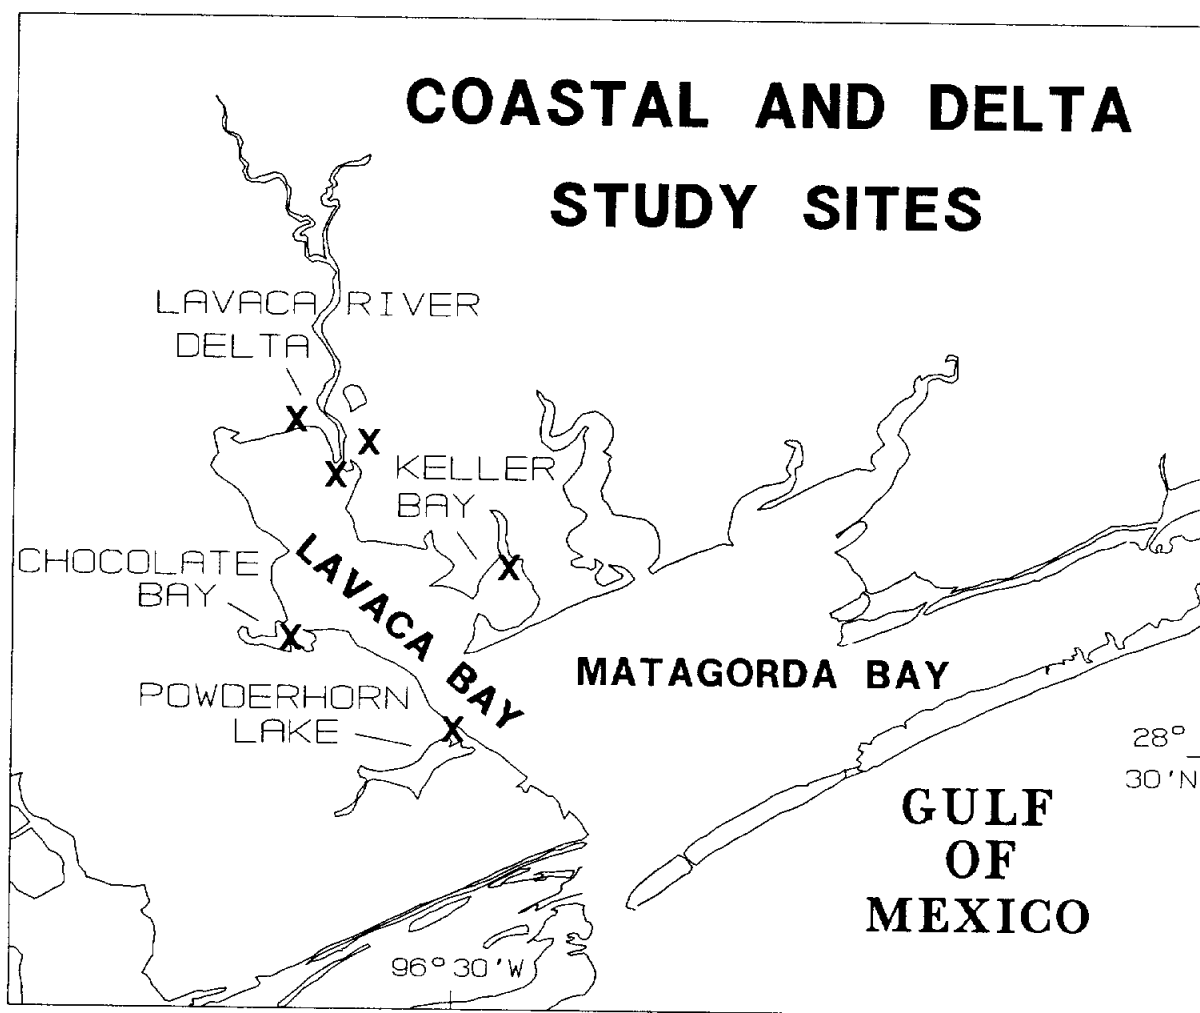 COASTAL AND DELTA
STUDY SITES
LAVACA RIVER
DELTA
X
X
X
KELLER
BAY
X
CHOCOLATE
BAY
X
LAVACA BAY
MATAGORDA BAY
POWDERHORN
LAKE
X
28°
30'N
GULF
OF
MEXICO
96°30'W